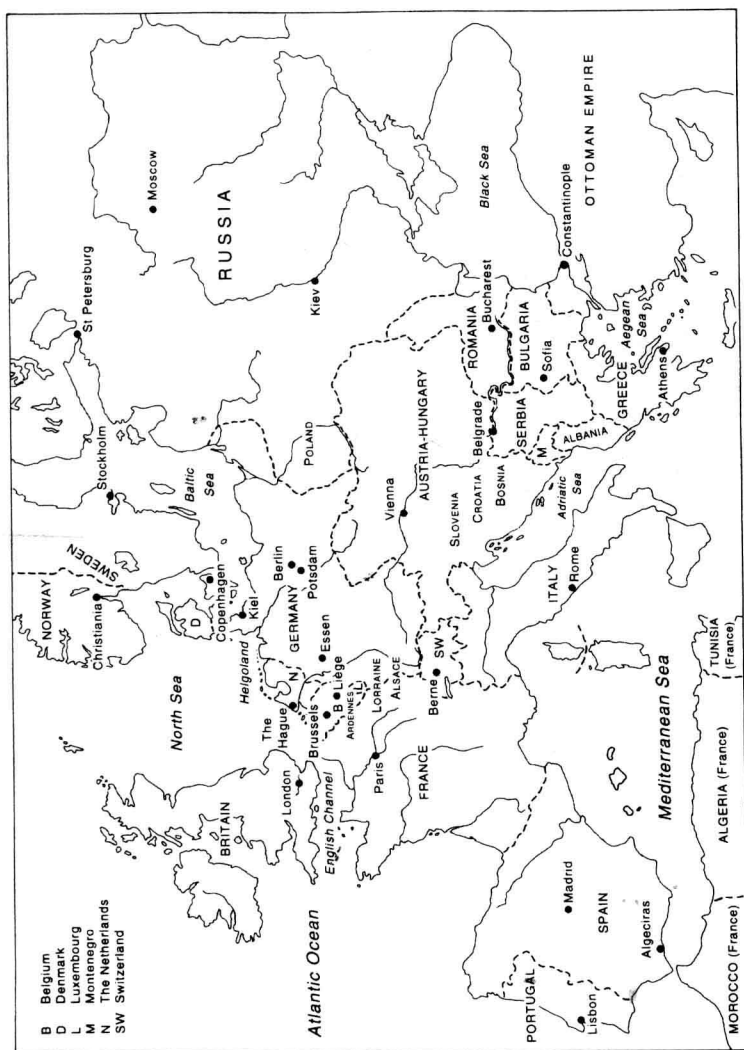 B Belgium
D Denmark
L Luxembourg
M Montenegro
N The Netherlands
SW Switzerland
NORWAY
SWEDEN
Christiania
Stockholm
St Petersburg
Moscow
RUSSIA
Kiev
North Sea
Baltic
Sea
D
Copenhagen
Kiel
Helgoland
BRITAIN
London
English Channel
Atlantic Ocean
The
Hague
N
Brussels
B
Liège
ARDENNES
L
LORRAINE
ALSACE
Essen
GERMANY
Berlin
Potsdam
POLAND
Paris
FRANCE
Berne
SW
Vienna
AUSTRIA-HUNGARY
SLOVENIA
CROATIA
BOSNIA
Belgrade
SERBIA
M
ALBANIA
ROMANIA
Bucharest
BULGARIA
Sofia
Black Sea
Constantinople
OTTOMAN EMPIRE
GREECE
Aegean
Sea
Athens
Adriatic
Sea
ITALY
Rome
Mediterranean Sea
PORTUGAL
Lisbon
Madrid
SPAIN
Algeciras
MOROCCO (France)
ALGERIA (France)
TUNISIA
(France)